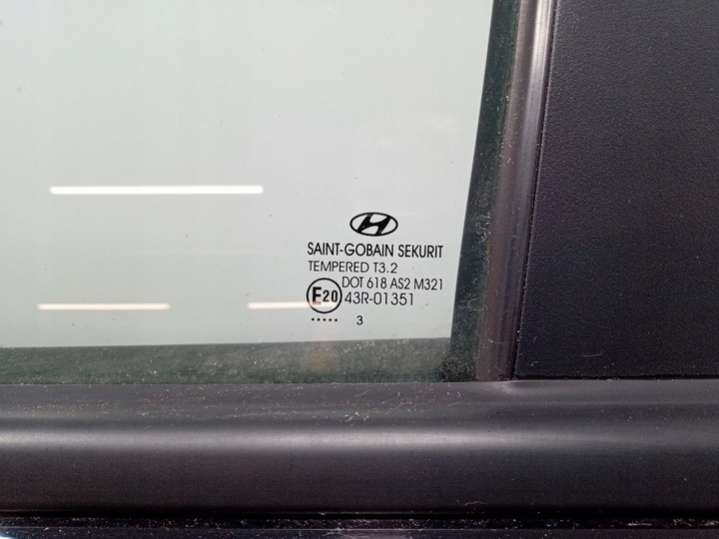 SAINT-GOBAIN SEKURIT
TEMPERED T3.2
DOT 618 AS2 M321
E20 43R-01351
..... 3